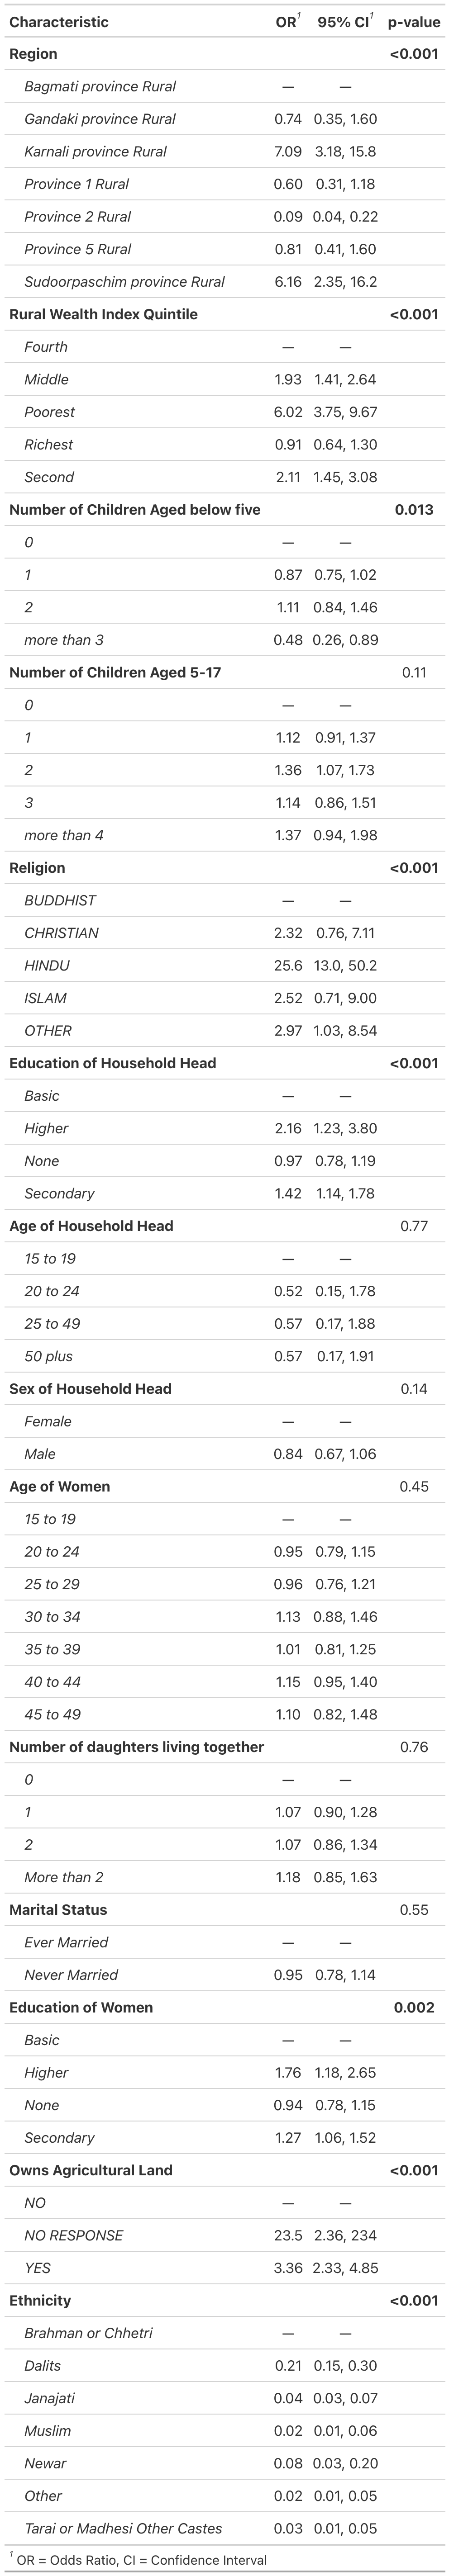 Characteristic OR1 95% CI1 p-value
Region <0.001
Bagmati province Rural — —
Gandaki province Rural 0.74 0.35, 1.60
Karnali province Rural 7.09 3.18, 15.8
Province 1 Rural 0.60 0.31, 1.18
Province 2 Rural 0.09 0.04, 0.22
Province 5 Rural 0.81 0.41, 1.60
Sudoorpaschim province Rural 6.16 2.35, 16.2
Rural Wealth Index Quintile <0.001
Fourth — —
Middle 1.93 1.41, 2.64
Poorest 6.02 3.75, 9.67
Richest 0.91 0.64, 1.30
Second 2.11 1.45, 3.08
Number of Children Aged below five 0.013
0 — —
1 0.87 0.75, 1.02
2 1.11 0.84, 1.46
more than 3 0.48 0.26, 0.89
Number of Children Aged 5-17 0.11
0 — —
1 1.12 0.91, 1.37
2 1.36 1.07, 1.73
3 1.14 0.86, 1.51
more than 4 1.37 0.94, 1.98
Religion <0.001
BUDDHIST — —
CHRISTIAN 2.32 0.76, 7.11
HINDU 25.6 13.0, 50.2
ISLAM 2.52 0.71, 9.00
OTHER 2.97 1.03, 8.54
Education of Household Head <0.001
Basic — —
Higher 2.16 1.23, 3.80
None 0.97 0.78, 1.19
Secondary 1.42 1.14, 1.78
Age of Household Head 0.77
15 to 19 — —
20 to 24 0.52 0.15, 1.78
25 to 49 0.57 0.17, 1.88
50 plus 0.57 0.17, 1.91
Sex of Household Head 0.14
Female — —
Male 0.84 0.67, 1.06
Age of Women 0.45
15 to 19 — —
20 to 24 0.95 0.79, 1.15
25 to 29 0.96 0.76, 1.21
30 to 34 1.13 0.88, 1.46
35 to 39 1.01 0.81, 1.25
40 to 44 1.15 0.95, 1.40
45 to 49 1.10 0.82, 1.48
Number of daughters living together 0.76
0 — —
1 1.07 0.90, 1.28
2 1.07 0.86, 1.34
More than 2 1.18 0.85, 1.63
Marital Status 0.55
Ever Married — —
Never Married 0.95 0.78, 1.14
Education of Women 0.002
Basic — —
Higher 1.76 1.18, 2.65
None 0.94 0.78, 1.15
Secondary 1.27 1.06, 1.52
Owns Agricultural Land <0.001
NO — —
NO RESPONSE 23.5 2.36, 234
YES 3.36 2.33, 4.85
Ethnicity <0.001
Brahman or Chhetri — —
Dalits 0.21 0.15, 0.30
Janajati 0.04 0.03, 0.07
Muslim 0.02 0.01, 0.06
Newar 0.08 0.03, 0.20
Other 0.02 0.01, 0.05
Tarai or Madhesi Other Castes 0.03 0.01, 0.05
1 OR = Odds Ratio, CI = Confidence Interval